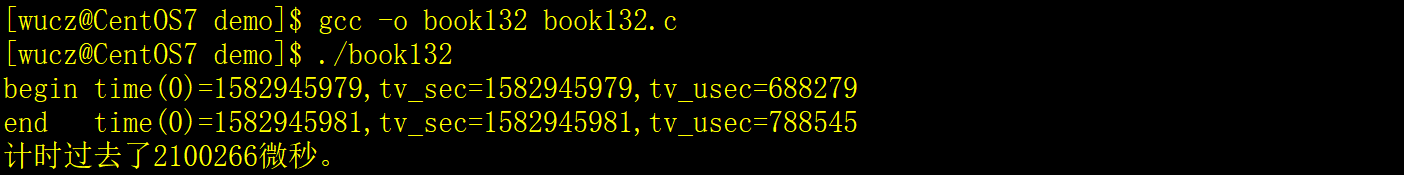 [wucz@CentOS7 demo]$ gcc -o book132 book132.c
[wucz@CentOS7 demo]$ ./book132
begin time(0)=1582945979,tv_sec=1582945979,tv_usec=688279
end   time(0)=1582945981,tv_sec=1582945981,tv_usec=788545
计时过去了2100266微秒。